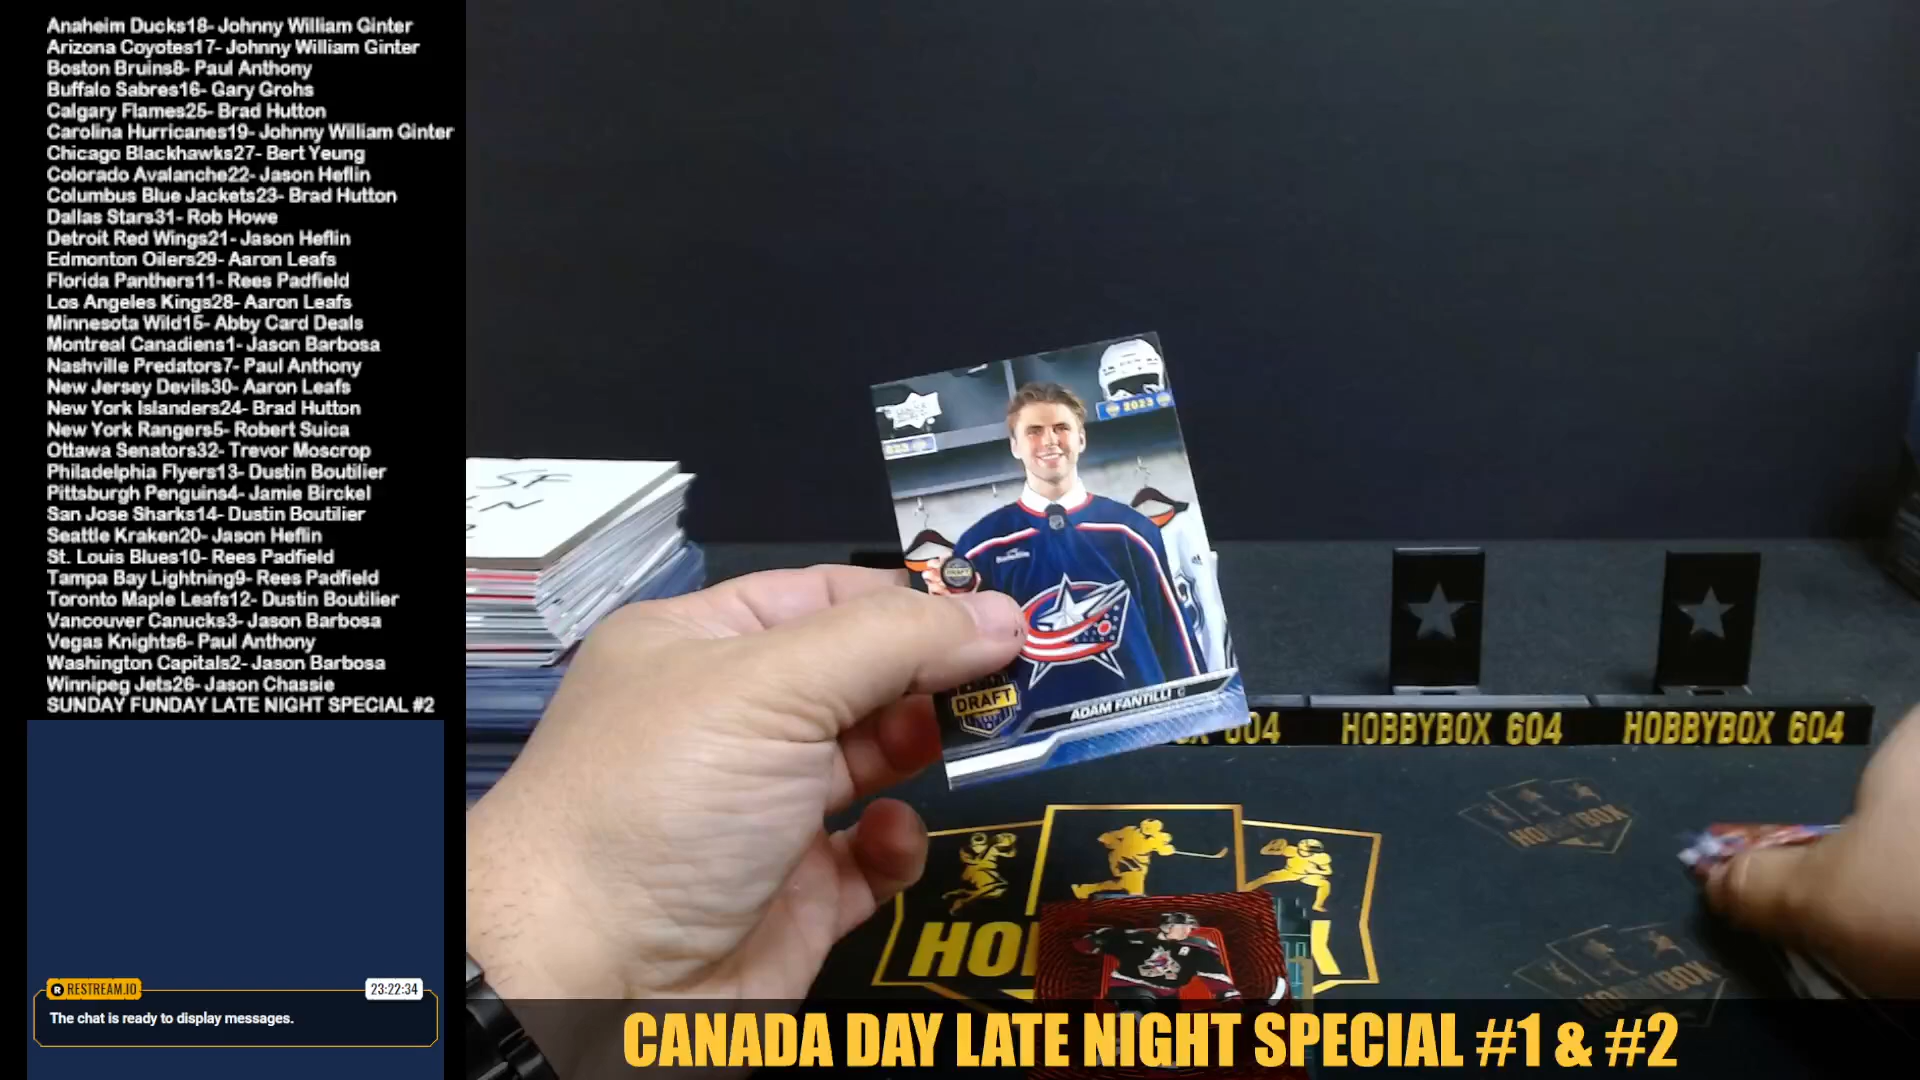 Anaheim Ducks18- Johnny William Ginter
Arizona Coyotes17- Johnny William Ginter
Boston Bruins8- Paul Anthony
Buffalo Sabres16- Gary Grohs
Calgary Flames25- Brad Hutton
Carolina Hurricanes19- Johnny William Ginter
Chicago Blackhawks27- Bert Yeung
Colorado Avalanche22- Jason Heflin
Columbus Blue Jackets23- Brad Hutton
Dallas Stars31- Rob Howe
Detroit Red Wings21- Jason Heflin
Edmonton Oilers29- Aaron Leafs
Florida Panthers11- Rees Padfield
Los Angeles Kings28- Aaron Leafs
Minnesota Wild15- Abby Card Deals
Montreal Canadiens1- Jason Barbosa
Nashville Predators7- Paul Anthony
New Jersey Devils30- Aaron Leafs
New York Islanders24- Brad Hutton
New York Rangers5- Robert Suica
Ottawa Senators32- Trevor Moscrop
Philadelphia Flyers13- Dustin Boutilier
Pittsburgh Penguins4- Jamie Birckel
San Jose Sharks14- Dustin Boutilier
Seattle Kraken20- Jason Heflin
St. Louis Blues10- Rees Padfield
Tampa Bay Lightning9- Rees Padfield
Toronto Maple Leafs12- Dustin Boutilier
Vancouver Canucks3- Jason Barbosa
Vegas Knights6- Paul Anthony
Washington Capitals2- Jason Barbosa
Winnipeg Jets26- Jason Chassie
SUNDAY FUNDAY LATE NIGHT SPECIAL #2
RESTREAM.IO
23:22:34
The chat is ready to display messages.
SF
2023
DRAFT
ADAM FANTILLI C
604
HOBBYBOX 604
HOBBYBOX 604
HOBBYBOX
HOBBYBOX
CANADA DAY LATE NIGHT SPECIAL #1 & #2